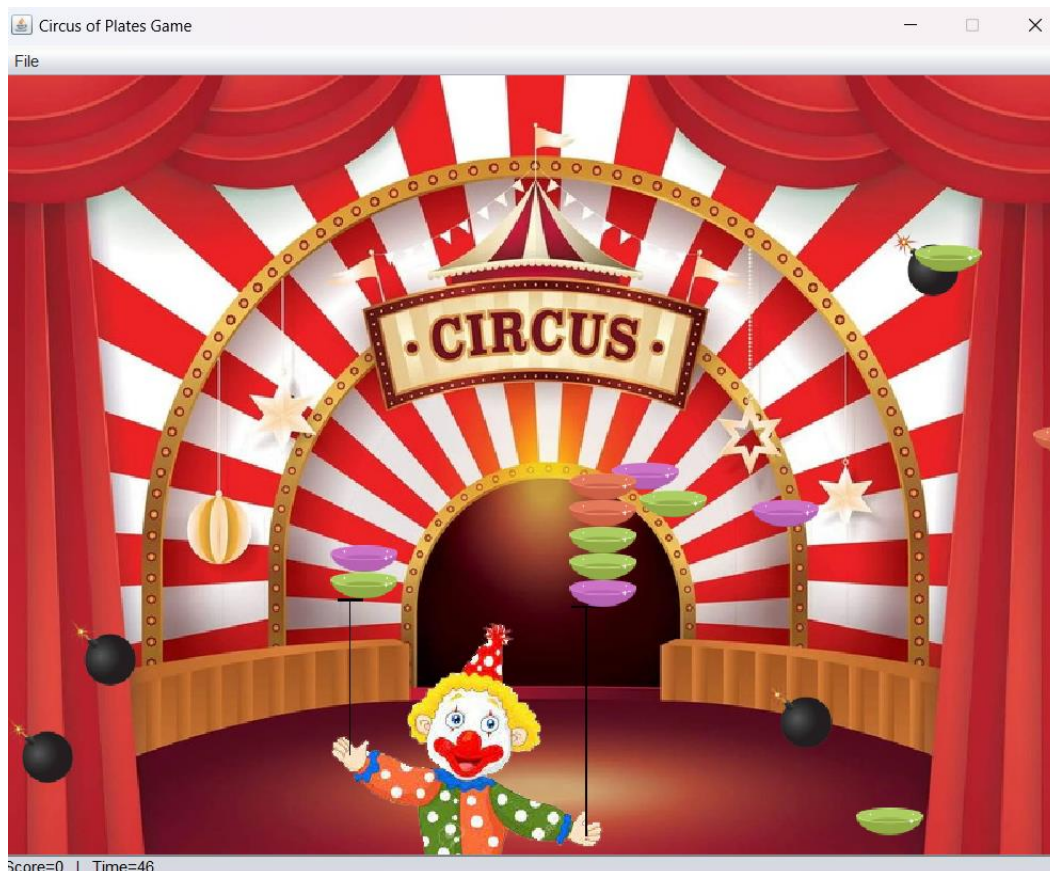 Circus of Plates Game
File
· CIRCUS ·
Score=0 | Time=46